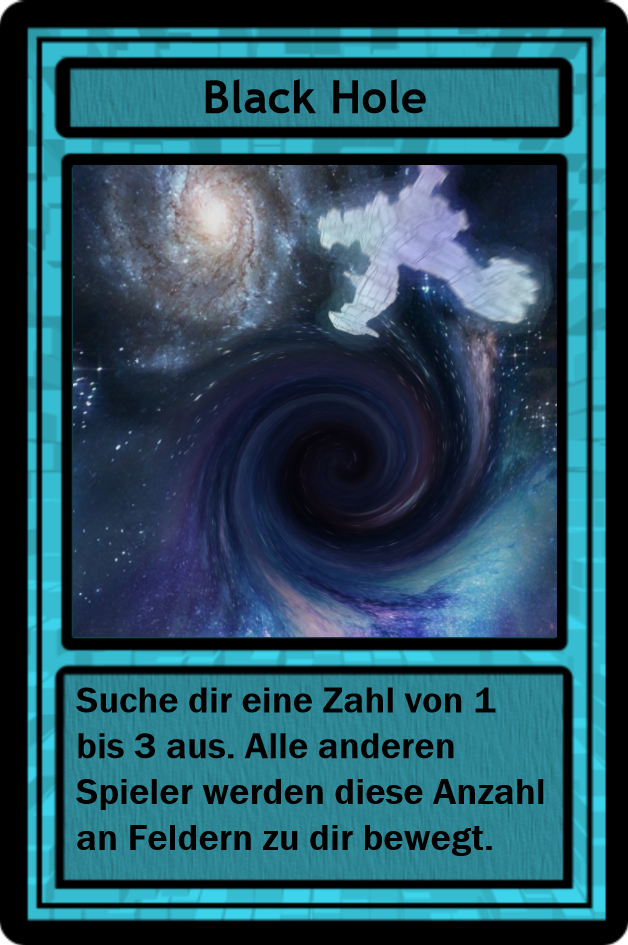 Black Hole
Suche dir eine Zahl von 1
bis 3 aus. Alle anderen
Spieler werden diese Anzahl
an Feldern zu dir bewegt.